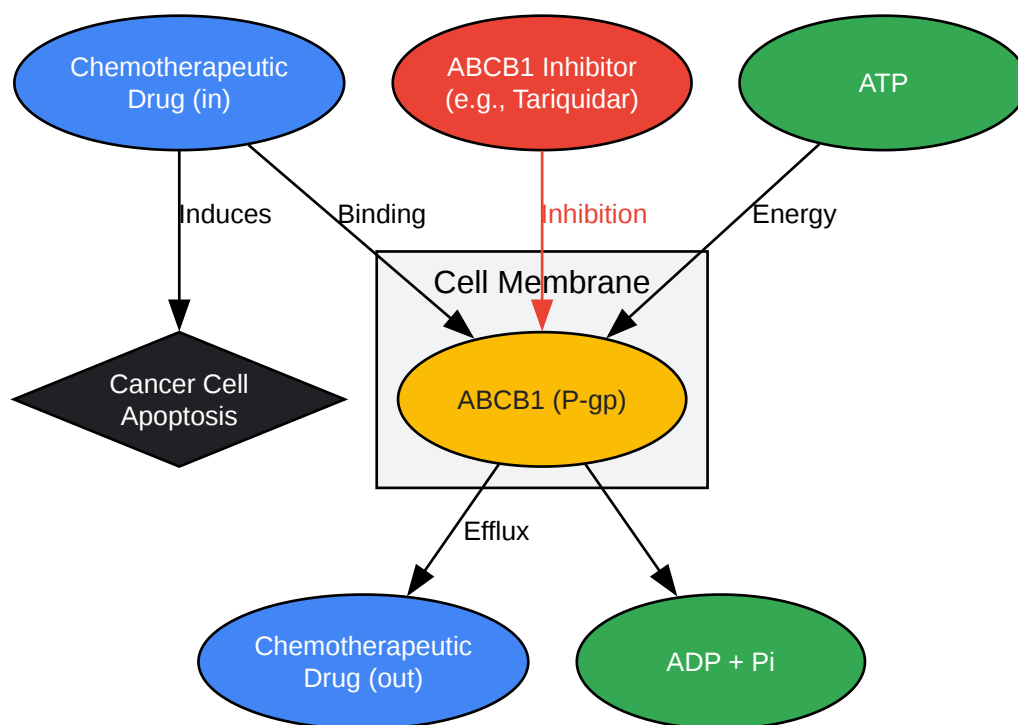 Chemotherapeutic
Drug (in)
ABCB1 Inhibitor
(e.g., Tariquidar)
ATP
Induces
Binding
Inhibition
Energy
Cell Membrane
Cancer Cell
Apoptosis
ABCB1 (P-gp)
Efflux
Chemotherapeutic
Drug (out)
ADP + Pi